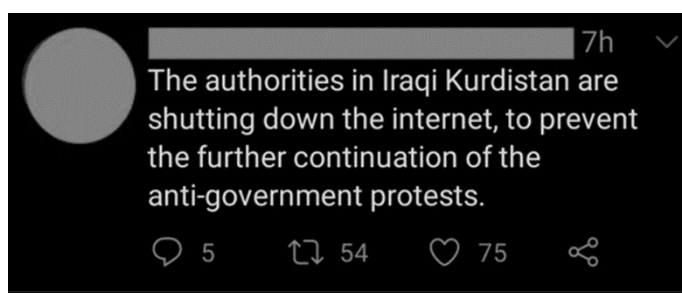 7h
The authorities in Iraqi Kurdistan are
shutting down the internet, to prevent
the further continuation of the
anti-government protests.
5 54 75